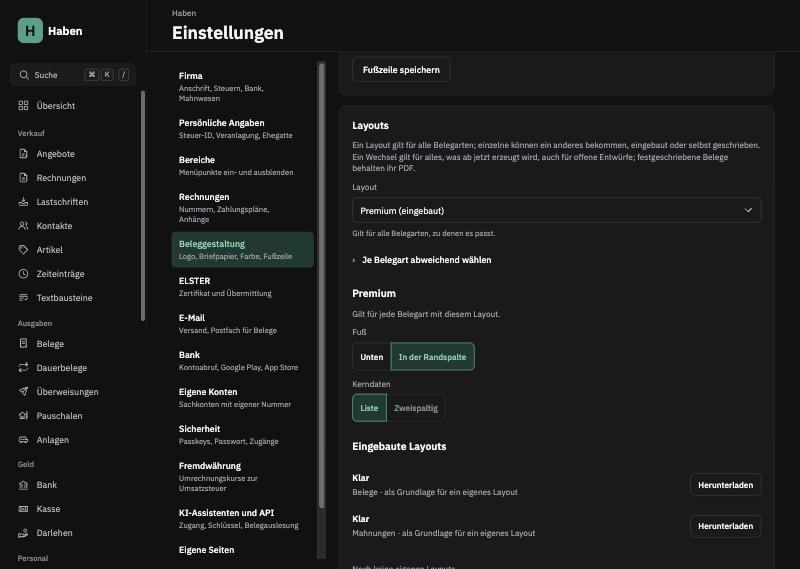 H Haben
Suche ⌘ K /
Übersicht
Verkauf
Angebote
Rechnungen
Lastschriften
Kontakte
Artikel
Zeiteinträge
Textbausteine
Ausgaben
Belege
Dauerbelege
Überweisungen
Pauschalen
Anlagen
Geld
Bank
Kasse
Darlehen
Personal
Haben
Einstellungen
Firma
Anschrift, Steuern, Bank,
Mahnwesen
Persönliche Angaben
Steuer-ID, Veranlagung, Ehegatte
Bereiche
Menüpunkte ein- und ausblenden
Rechnungen
Nummern, Zahlungspläne,
Anhänge
Beleggestaltung
Logo, Briefpapier, Farbe, Fußzeile
ELSTER
Zertifikat und Übermittlung
E-Mail
Versand, Postfach für Belege
Bank
Kontoabruf, Google Play, App Store
Eigene Konten
Sachkonten mit eigener Nummer
Sicherheit
Passkeys, Passwort, Zugänge
Fremdwährung
Umrechnungskurse zur
Umsatzsteuer
KI-Assistenten und API
Zugang, Schlüssel, Belegauslesung
Eigene Seiten
Fußzeile speichern
Layouts
Ein Layout gilt für alle Belegarten; einzelne können ein anderes bekommen, eingebaut oder selbst geschrieben.
Ein Wechsel gilt für alles, was ab jetzt erzeugt wird, auch für offene Entwürfe; festgeschriebene Belege
behalten ihr PDF.
Layout
Premium (eingebaut)
Gilt für alle Belegarten, zu denen es passt.
› Je Belegart abweichend wählen
Premium
Gilt für jede Belegart mit diesem Layout.
Fuß
Unten In der Randspalte
Kerndaten
Liste Zweispaltig
Eingebaute Layouts
Klar
Belege · als Grundlage für ein eigenes Layout
Herunterladen
Klar
Mahnungen · als Grundlage für ein eigenes Layout
Herunterladen
Noch keine eigenen Layouts